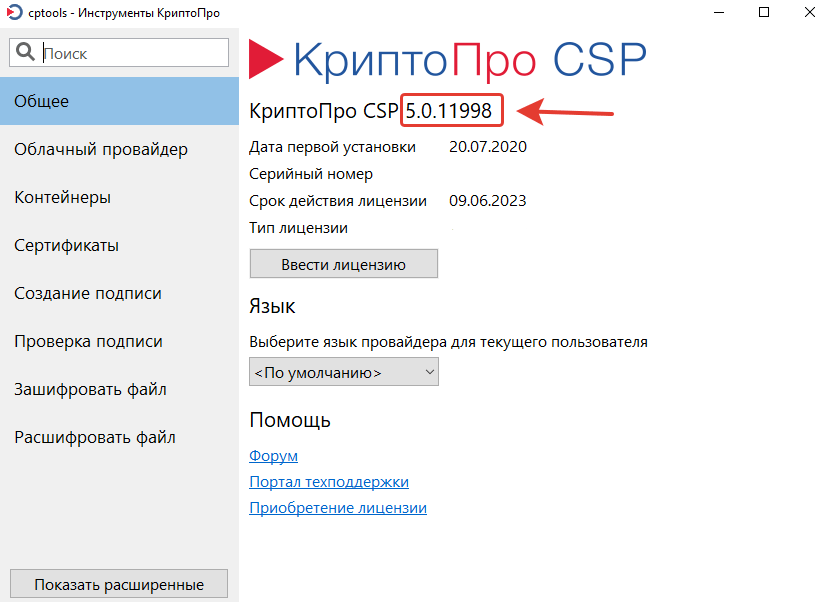 cptools - Инструменты КриптоПро
Поиск
Общее
Облачный провайдер
Контейнеры
Сертификаты
Создание подписи
Проверка подписи
Зашифровать файл
Расшифровать файл
Показать расширенные
КриптоПро CSP
КриптоПро CSP 5.0.11998
Дата первой установки 20.07.2020
Серийный номер
Срок действия лицензии 09.06.2023
Тип лицензии
Ввести лицензию
Язык
Выберите язык провайдера для текущего пользователя
<По умолчанию>
Помощь
Форум
Портал техподдержки
Приобретение лицензии